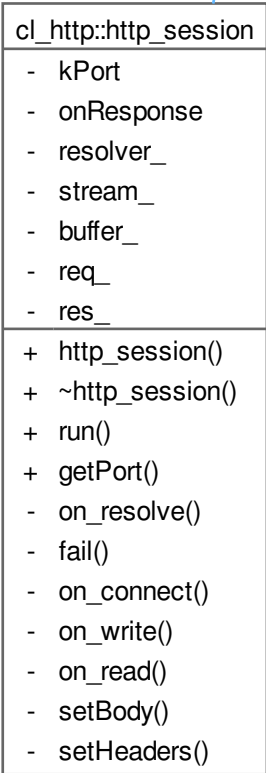 cl_http::http_session
- kPort
- onResponse
- resolver_
- stream_
- buffer_
- req_
- res_
+ http_session()
+ ~http_session()
+ run()
+ getPort()
- on_resolve()
- fail()
- on_connect()
- on_write()
- on_read()
- setBody()
- setHeaders()